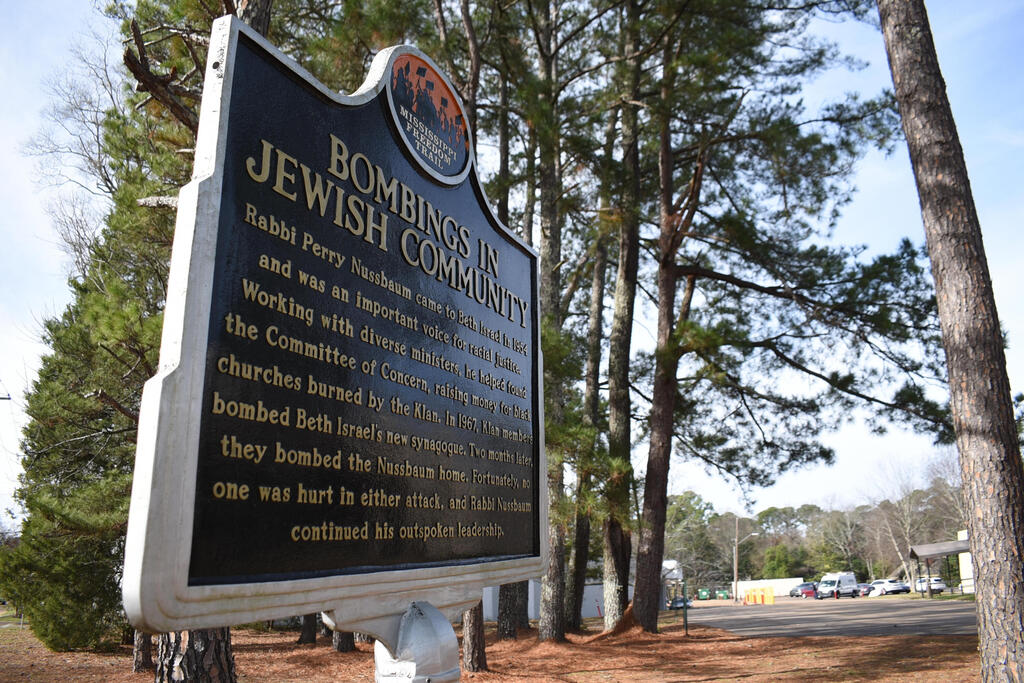 MISSISSIPPI
FREEDOM
TRAIL
BOMBINGS IN
JEWISH COMMUNITY
Rabbi Perry Nussbaum came to Beth Israel in 1954
and was an important voice for racial justice.
Working with diverse ministers, he helped found
the Committee of Concern, raising money for black
churches burned by the Klan. In 1967, Klan members
bombed Beth Israel's new synagogue. Two months later,
they bombed the Nussbaum home. Fortunately, no
one was hurt in either attack, and Rabbi Nussbaum
continued his outspoken leadership.